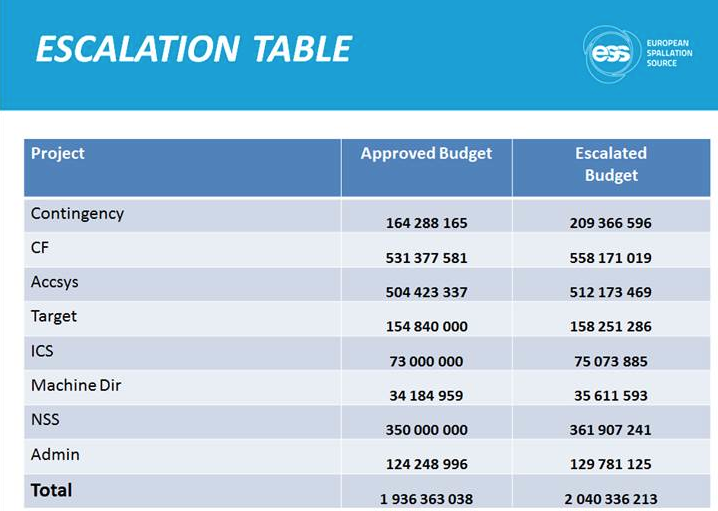 ESCALATION TABLE
ess
EUROPEAN
SPALLATION
SOURCE
Project Approved Budget Escalated
Budget
Contingency 164 288 165 209 366 596
CF 531 377 581 558 171 019
Accsys 504 423 337 512 173 469
Target 154 840 000 158 251 286
ICS 73 000 000 75 073 885
Machine Dir 34 184 959 35 611 593
NSS 350 000 000 361 907 241
Admin 124 248 996 129 781 125
Total 1 936 363 038 2 040 336 213